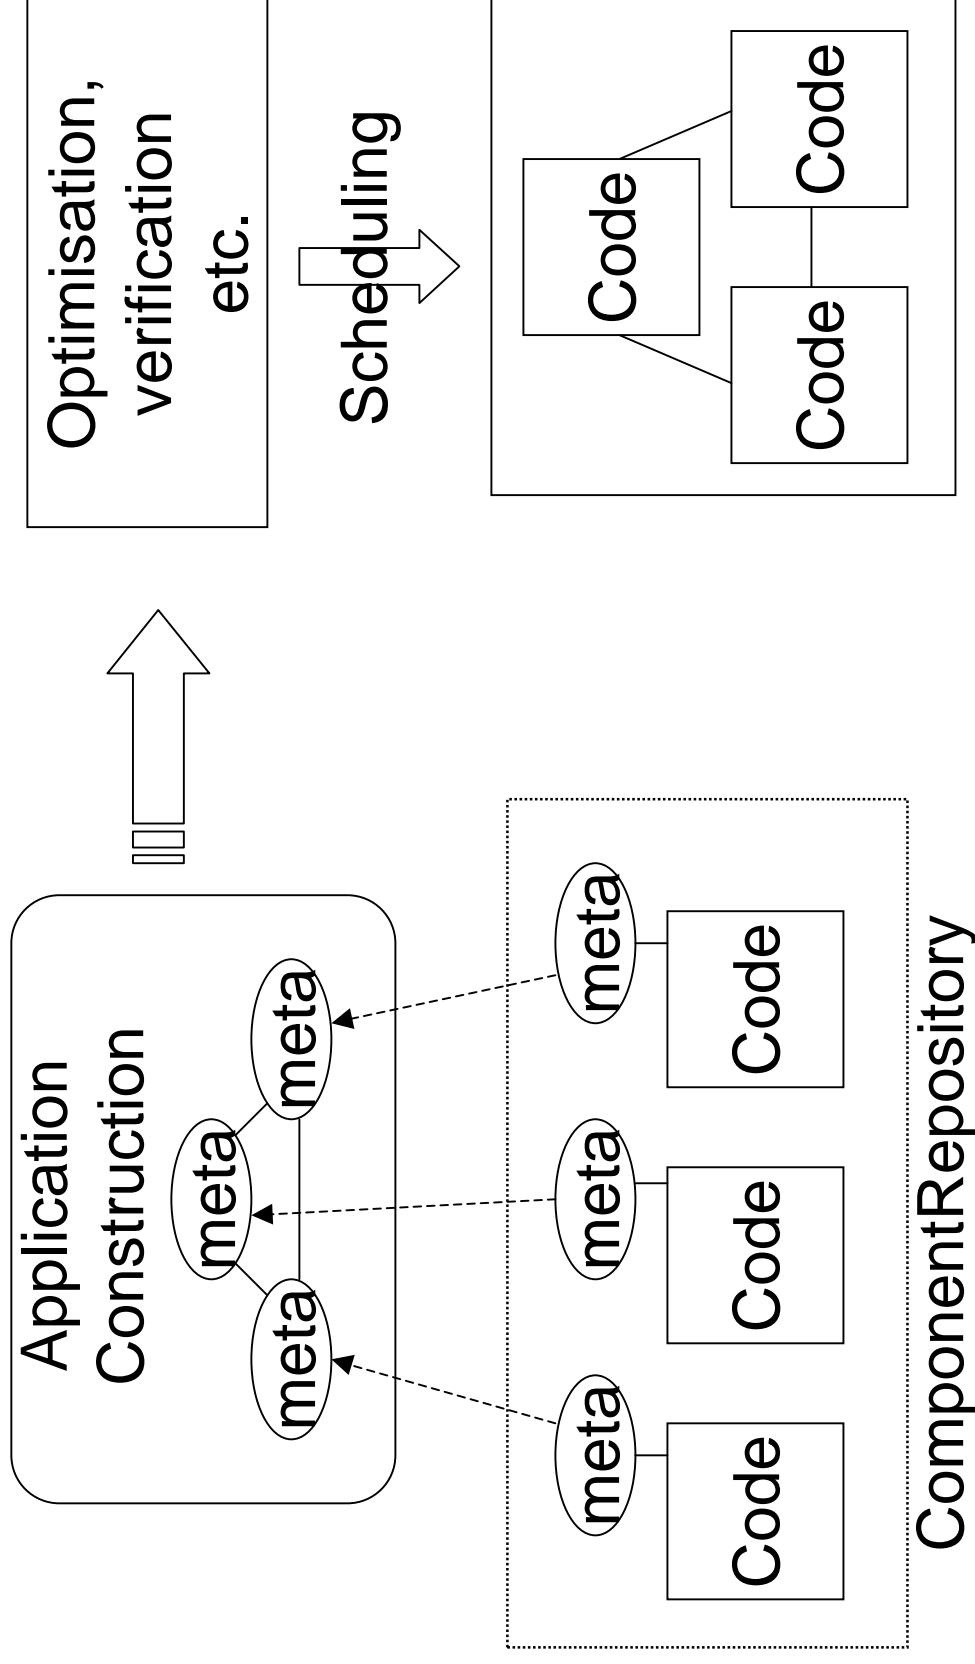 Application
Construction
meta
meta
meta
meta
meta
meta
Code
Code
Code
ComponentRepository
Optimisation,
verification
etc.
Scheduling
Code
Code
Code